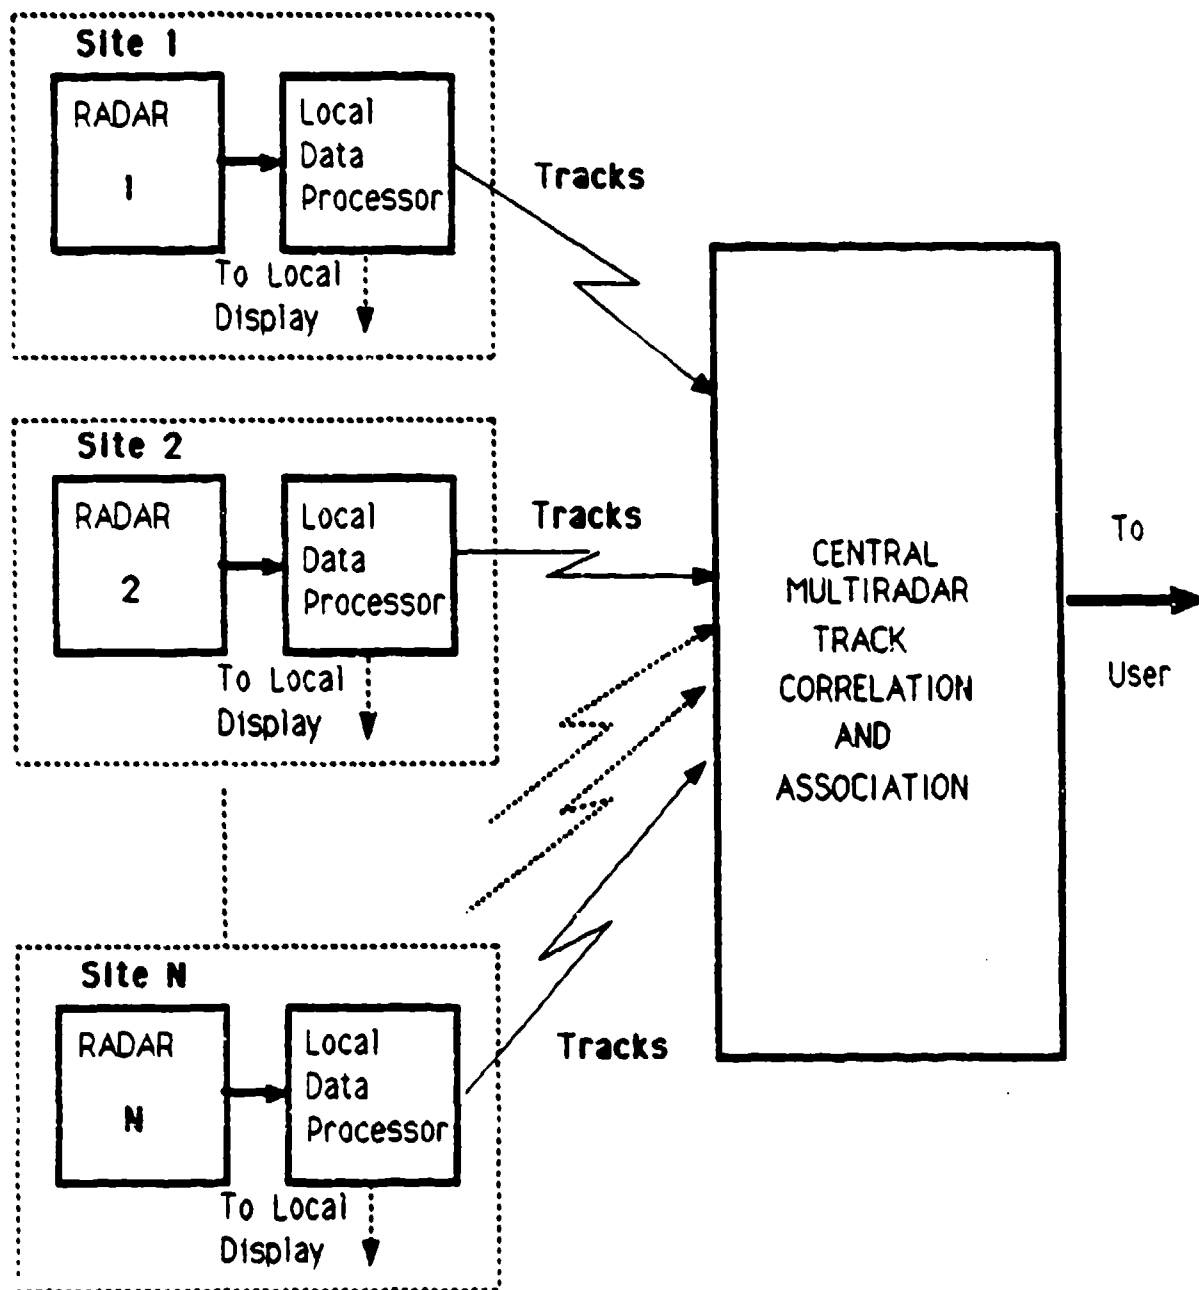 Site 1
RADAR
1
Local
Data
Processor
To Local
Display
Tracks
Site 2
RADAR
2
Local
Data
Processor
To Local
Display
Tracks
Site N
RADAR
N
Local
Data
Processor
To Local
Display
Tracks
CENTRAL
MULTIRADAR
TRACK
CORRELATION
AND
ASSOCIATION
To
User